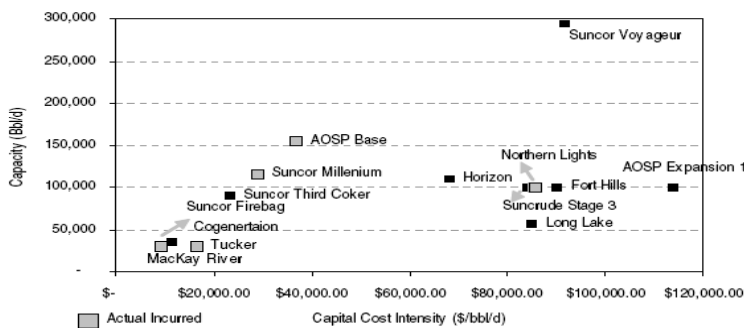 300,000
250,000
200,000
150,000
100,000
50,000
-
Capacity (Bbl/d)
Suncor Voyageur
AOSP Base
Northern Lights
Suncor Millenium
Horizon
AOSP Expansion 1
Suncor Third Coker
Fort Hills
Suncor Firebag
Suncrude Stage 3
Cogenertaion
Long Lake
Tucker
MacKay River
$- $20,000.00 $40,000.00 $60,000.00 $80,000.00 $100,000.00 $120,000.00
Actual Incurred
Capital Cost Intensity ($/bbl/d)